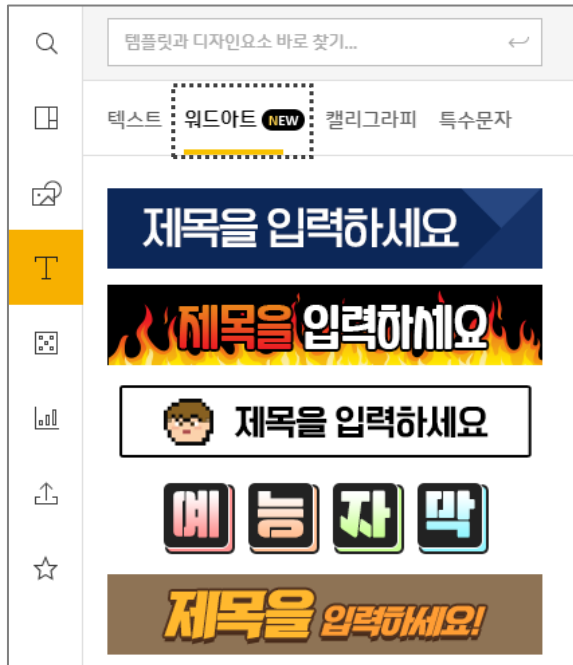 템플릿과 디자인요소 바로 찾기...
텍스트 워드아트 NEW 캘리그라피 특수문자
제목을 입력하세요
T
제목을 입력하세요
제목을 입력하세요
예능자막
제목을 입력하세요!